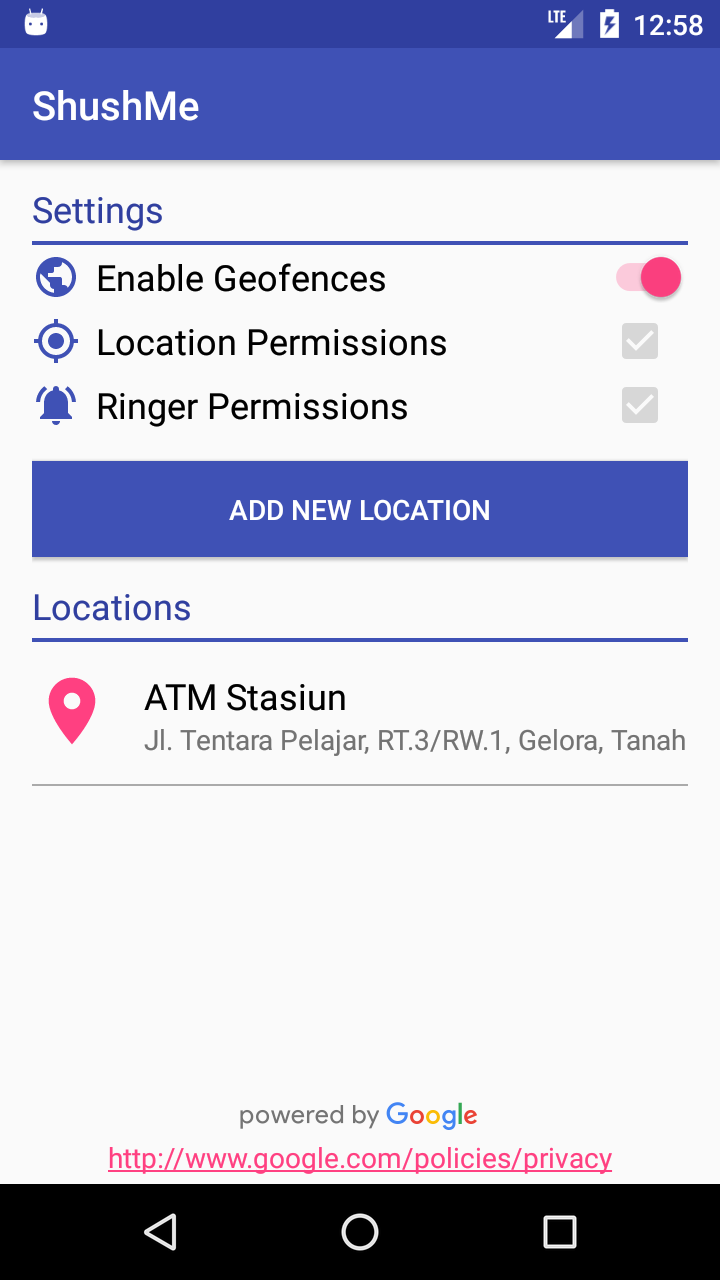 LTE 12:58
ShushMe
Settings
Enable Geofences
Location Permissions
Ringer Permissions
ADD NEW LOCATION
Locations
ATM Stasiun
Jl. Tentara Pelajar, RT.3/RW.1, Gelora, Tanah
powered by Google
http://www.google.com/policies/privacy